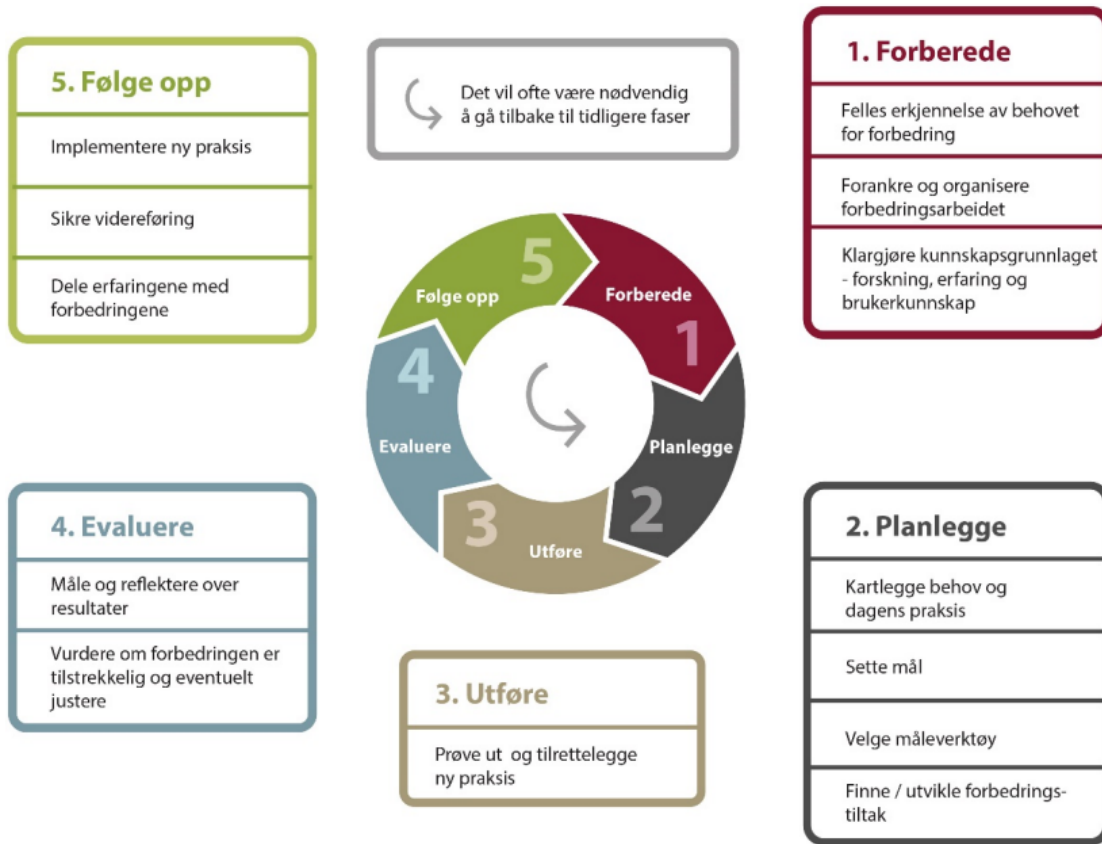 5. Følge opp
Implementere ny praksis
Sikre videreføring
Dele erfaringene med
forbedringene
Det vil ofte være nødvendig
å gå tilbake til tidligere faser
1. Forberede
Felles erkjennelse av behovet
for forbedring
Forankre og organisere
forbedringsarbeidet
Klargjøre kunnskapsgrunnlaget
- forskning, erfaring og
brukerkunnskap
5
Følge opp
Forberede
1
4
Evaluere
Planlegge
2
3
Utføre
4. Evaluere
Måle og reflektere over
resultater
Vurdere om forbedringen er
tilstrekkelig og eventuelt
justere
3. Utføre
Prøve ut og tilrettelegge
ny praksis
2. Planlegge
Kartlegge behov og
dagens praksis
Sette mål
Velge måleverktøy
Finne / utvikle forbedrings-
tiltak